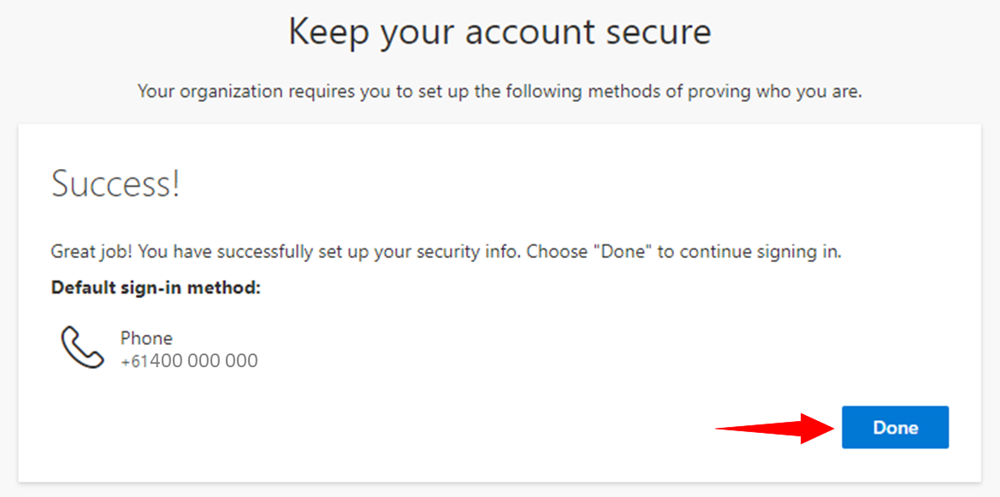 Keep your account secure
Your organization requires you to set up the following methods of proving who you are.
Success!
Great job! You have successfully set up your security info. Choose "Done" to continue signing in.
Default sign-in method:
Phone
+61400 000 000
Done